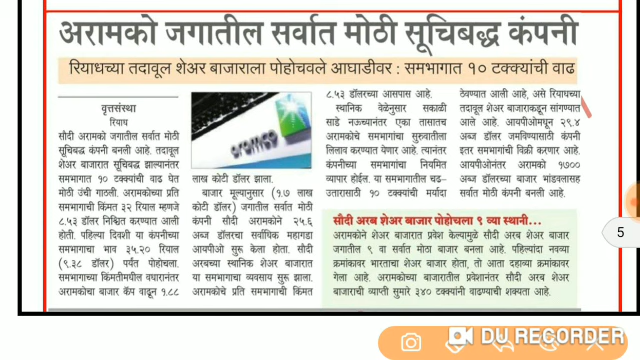 अरामको जगातील सर्वात मोठी सूचिबद्ध कंपनी
रियाधच्या तदावूल शेअर बाजाराला पोहोचवले आघाडीवर : समभागात १० टक्क्यांची वाढ
वृत्तसंस्था
रियाध
सौदी अरामको जगातील सर्वात मोठी
सूचिबद्ध कंपनी बनली आहे. तदावूल
शेअर बाजारात सूचिबद्ध झाल्यानंतर
समभागात १० टक्क्यांची वाढ घेत
मोठी उंची गाठली. अरामकोच्या प्रति
समभागाची किंमत ३२ रियाल म्हणजे
८.५३ डॉलर निश्चित करण्यात आली
होती. पहिल्या दिवशी या कंपनीच्या
समभागाचा भाव ३५.२० रियाल
(९.३८ डॉलर) पर्यंत पोहोचला.
समभागाच्या किंमतीमधील वधारानंतर
अरामकोचा बाजार कॅप वाढून १.८८
aramco
लाख कोटी डॉलर झाला.
बाजार मूल्यानुसार (१.७ लाख
कोटी डॉलर) जगातील सर्वात मोठी
कंपनी सौदी अरामकोने २५.६
अब्ज डॉलरचा सर्वाधिक महागडा
आयपीओ सुरू केला होता. सौदी
अरबच्या स्थानिक शेअर बाजारात
या समभागाचा व्यवसाय सुरू झाला.
अरामकोचे प्रति समभागाची किंमत
८.५३ डॉलरच्या आसपास आहे.
स्थानिक वेळेनुसार सकाळी
साडे नऊच्यानंतर एका तासातच
अरामकोचे समभागांचा सुरुवातीला
लिलाव करण्यात येणार आहे. त्यानंतर
कंपनीच्या समभागांचा नियमित
व्यापार होईल. या समभागातील चढ–
उतारासाठी १० टक्क्यांची मर्यादा
ठेवण्यात आली आहे, असे रियाधच्या
तदावूल शेअर बाजाराकडून सांगण्यात
आले आहे. आयपीओमधून २९.४
अब्ज डॉलर जमविण्यासाठी कंपनी
इतर समभागांची विक्री करणार आहे.
आयपीओनंतर अरामको १७००
अब्ज डॉलरच्या बाजार भांडवलासह
सर्वात मोठी कंपनी बनली आहे.
सौदी अरब शेअर बाजार पोहोचला ९ व्या स्थानी...
अरामकोने शेअर बाजारात प्रवेश केल्यामुळे सौदी अरब शेअर बाजार
जगातील ९ वा सर्वात मोठा बाजार बनला आहे. पहिल्यांदा नवव्या
क्रमांकावर भारताचा शेअर बाजार होता, तो आता दहाव्या क्रमांकावर
गेला आहे. अरामकोच्या बाजारातील प्रवेशानंतर सौदी अरब शेअर
बाजाराची व्याप्ती सुमारे ३४० टक्क्यांनी वाढण्याची शक्यता आहे.
5
DU RECORDER